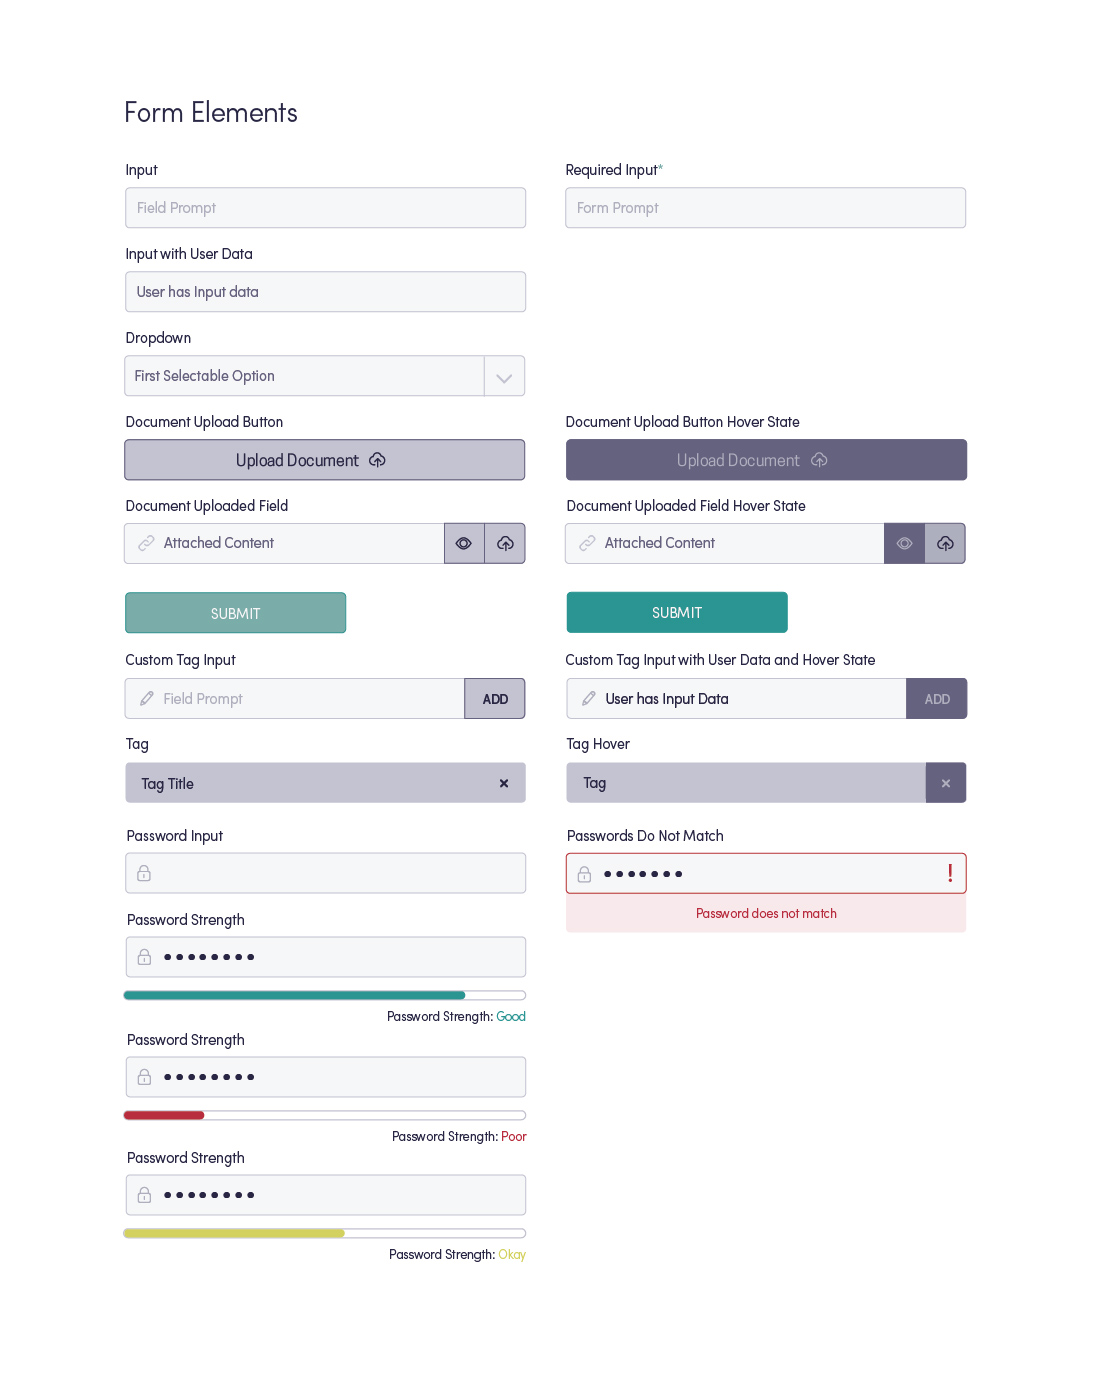 Form Elements
Input
Required Input*
Field Prompt
Form Prompt
Input with User Data
User has Input data
Dropdown
First Selectable Option
Document Upload Button
Document Upload Button Hover State
Upload Document
Upload Document
Document Uploaded Field
Document Uploaded Field Hover State
Attached Content
Attached Content
SUBMIT
SUBMIT
Custom Tag Input
Custom Tag Input with User Data and Hover State
Field Prompt
ADD
User has Input Data
ADD
Tag
Tag Hover
Tag Title
Tag
Password Input
Passwords Do Not Match
!
Password does not match
Password Strength
Password Strength: Good
Password Strength
Password Strength: Poor
Password Strength
Password Strength: Okay